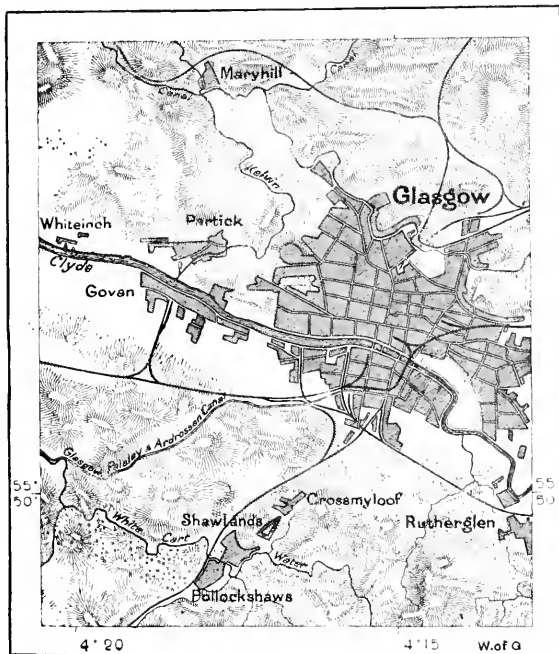 Maryhill
Canal
Canal
Kelvin
Glasgow
Whiteinch
Partick
Clyde
Govan
Glasgow Paisley & Ardrossan Canal
55
50
55
50
Crossmyloof
Shawlands
White Cart Water
Rutherglen
Pollockshaws
4°20
4°15
W. of G